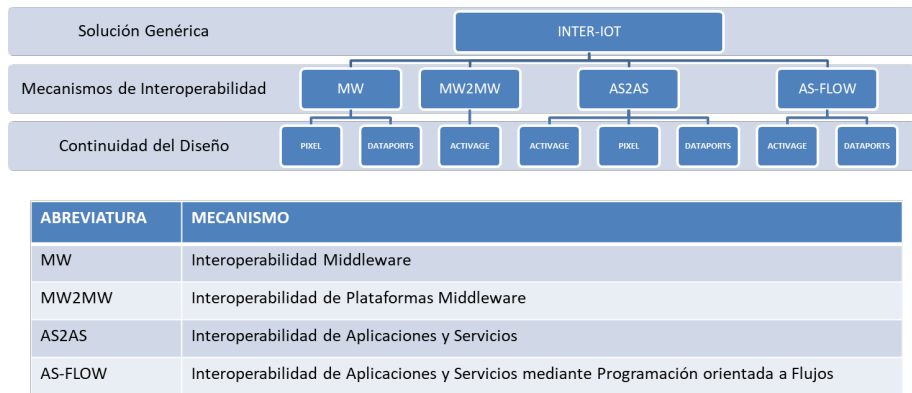 Solución Genérica
INTER-IOT
Mecanismos de Interoperabilidad
MW
MW2MW
AS2AS
AS-FLOW
Continuidad del Diseño
PIXEL
DATAPORTS
ACTIVAGE
ACTIVAGE
PIXEL
DATAPORTS
ACTIVAGE
DATAPORTS
ABREVIATURA MECANISMO
MW Interoperabilidad Middleware
MW2MW Interoperabilidad de Plataformas Middleware
AS2AS Interoperabilidad de Aplicaciones y Servicios
AS-FLOW Interoperabilidad de Aplicaciones y Servicios mediante Programación orientada a Flujos